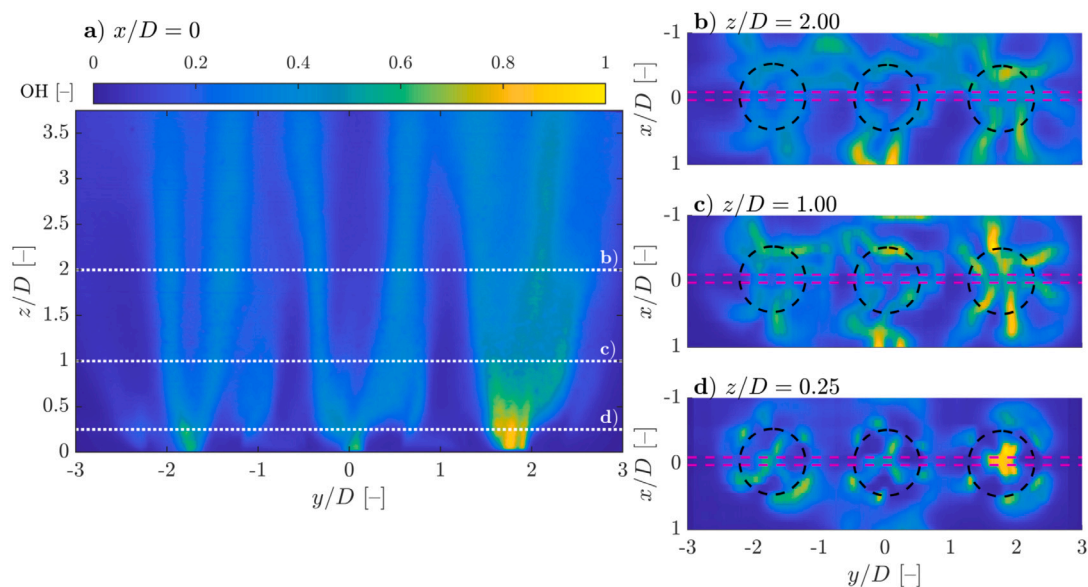 a) x/D = 0
0 0.2 0.4 0.6 0.8 1
OH [–]
3.5
3
2.5
2
1.5
1
0.5
0
z/D [–]
b)
c)
d)
-3 -2 -1 0 1 2 3
y/D [–]
b) z/D = 2.00
-1
0
1
x/D [–]
c) z/D = 1.00
-1
0
1
x/D [–]
d) z/D = 0.25
-1
0
1
x/D [–]
-3 -2 -1 0 1 2 3
y/D [–]